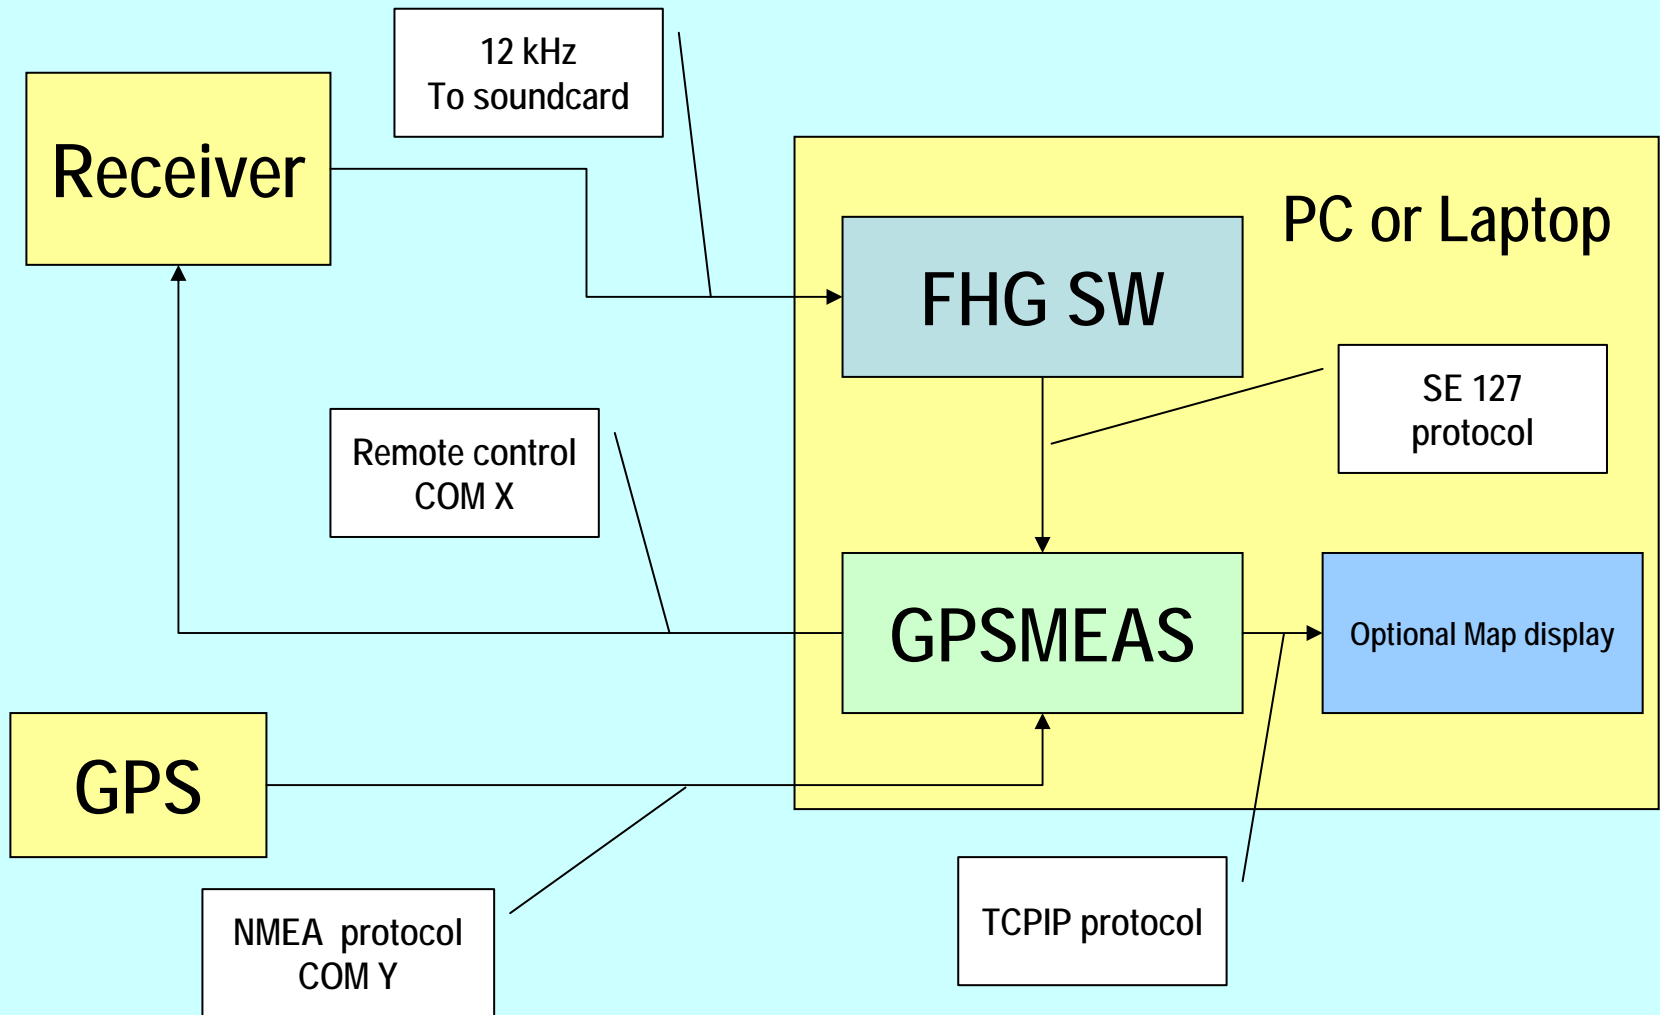 12 kHz
To soundcard
Receiver
PC or Laptop
FHG SW
SE 127
protocol
Remote control
COM X
GPSMEAS
Optional Map display
GPS
NMEA protocol
COM Y
TCPIP protocol